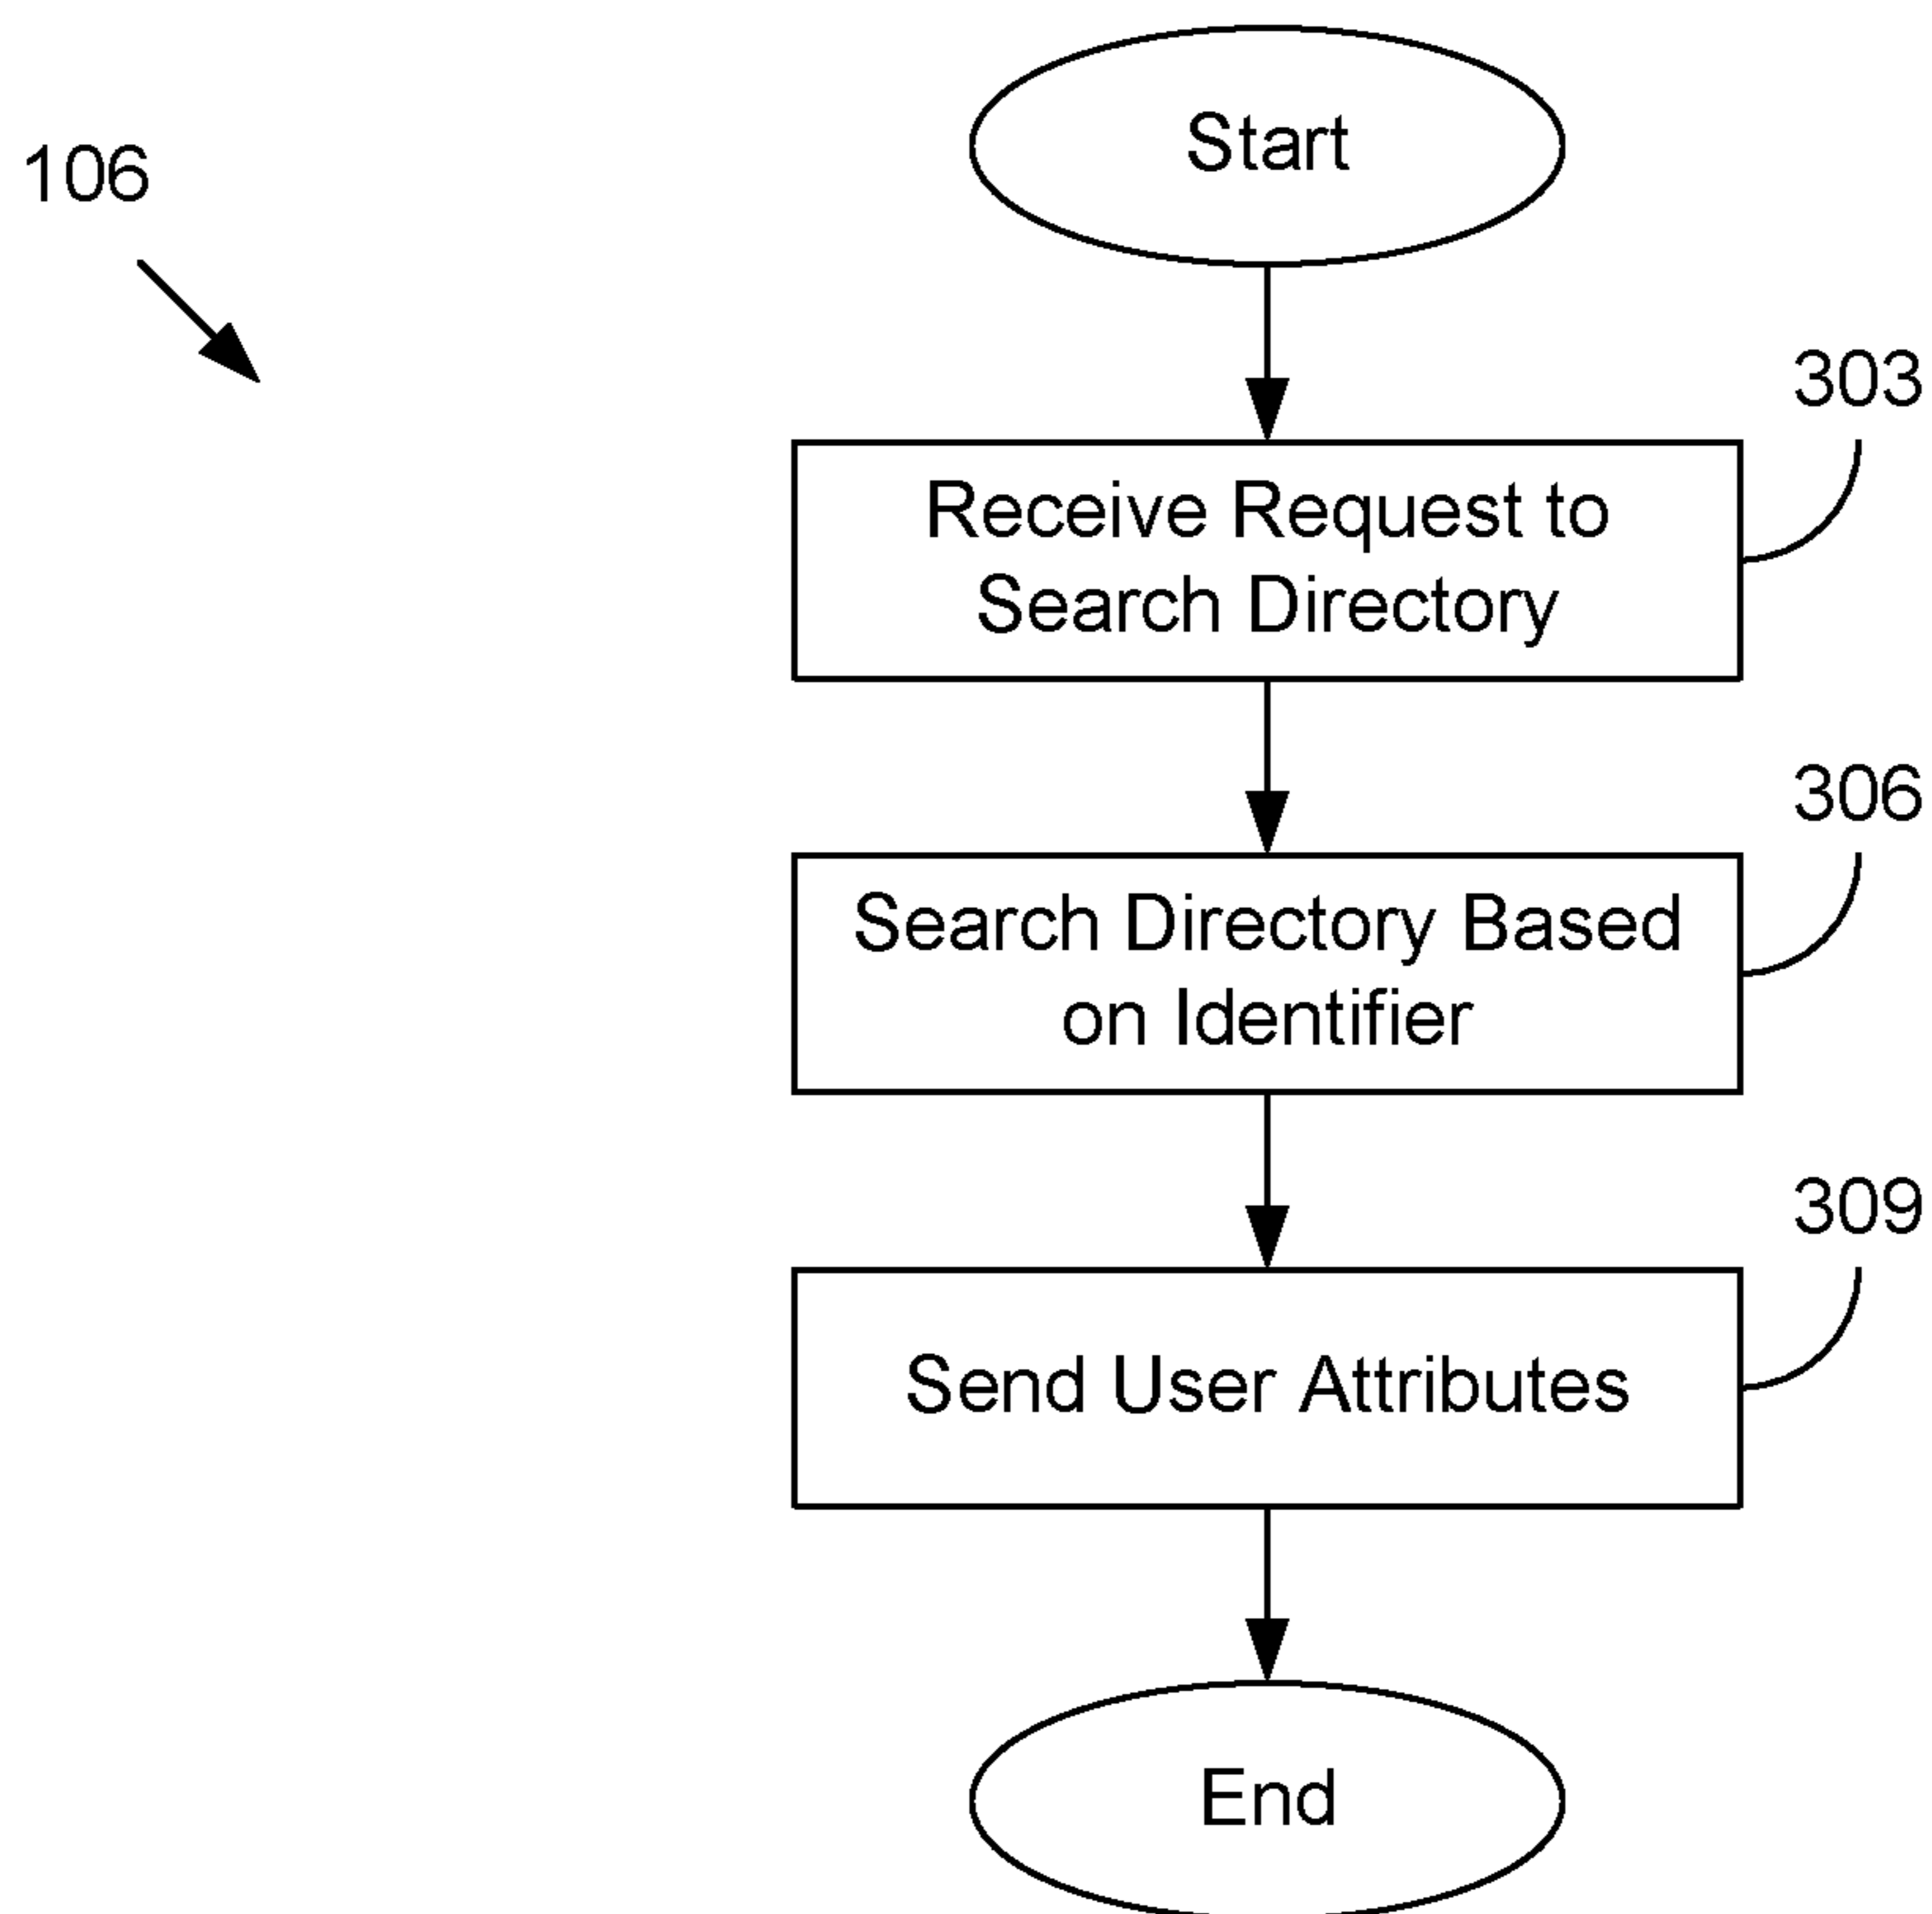 Start
106
303
Receive Request to
Search Directory
306
Search Directory Based
on Identifier
309
Send User Attributes
End